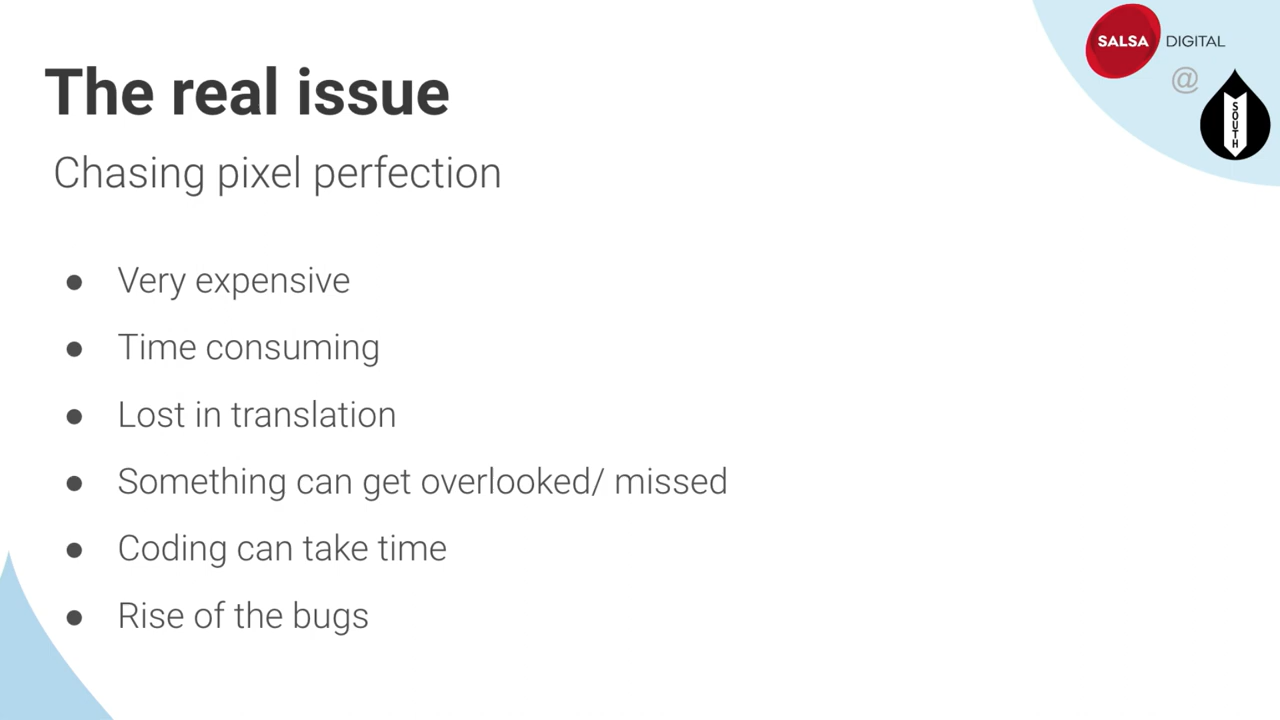 The real issue
Chasing pixel perfection
● Very expensive
● Time consuming
● Lost in translation
● Something can get overlooked/ missed
● Coding can take time
● Rise of the bugs
SALSA DIGITAL
@
SOUTH